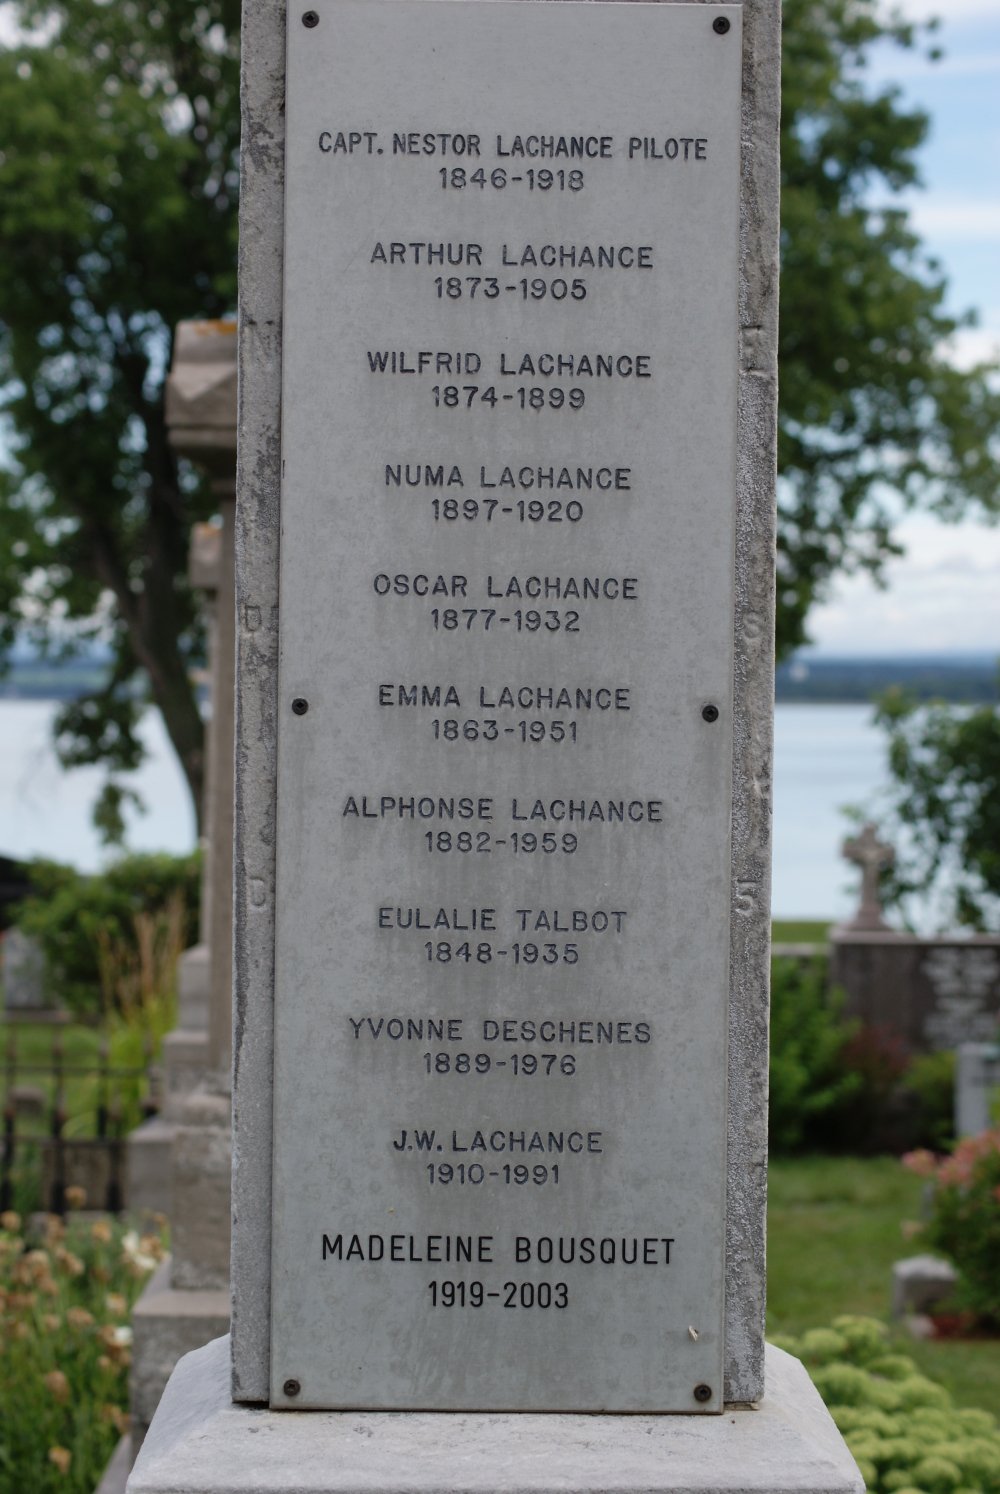 CAPT. NESTOR LACHANCE PILOTE
1846-1918
ARTHUR LACHANCE
1873-1905
WILFRID LACHANCE
1874-1899
NUMA LACHANCE
1897-1920
OSCAR LACHANCE
1877-1932
EMMA LACHANCE
1863-1951
ALPHONSE LACHANCE
1882-1959
EULALIE TALBOT
1848-1935
YVONNE DESCHENES
1889-1976
J.W. LACHANCE
1910-1991
MADELEINE BOUSQUET
1919-2003